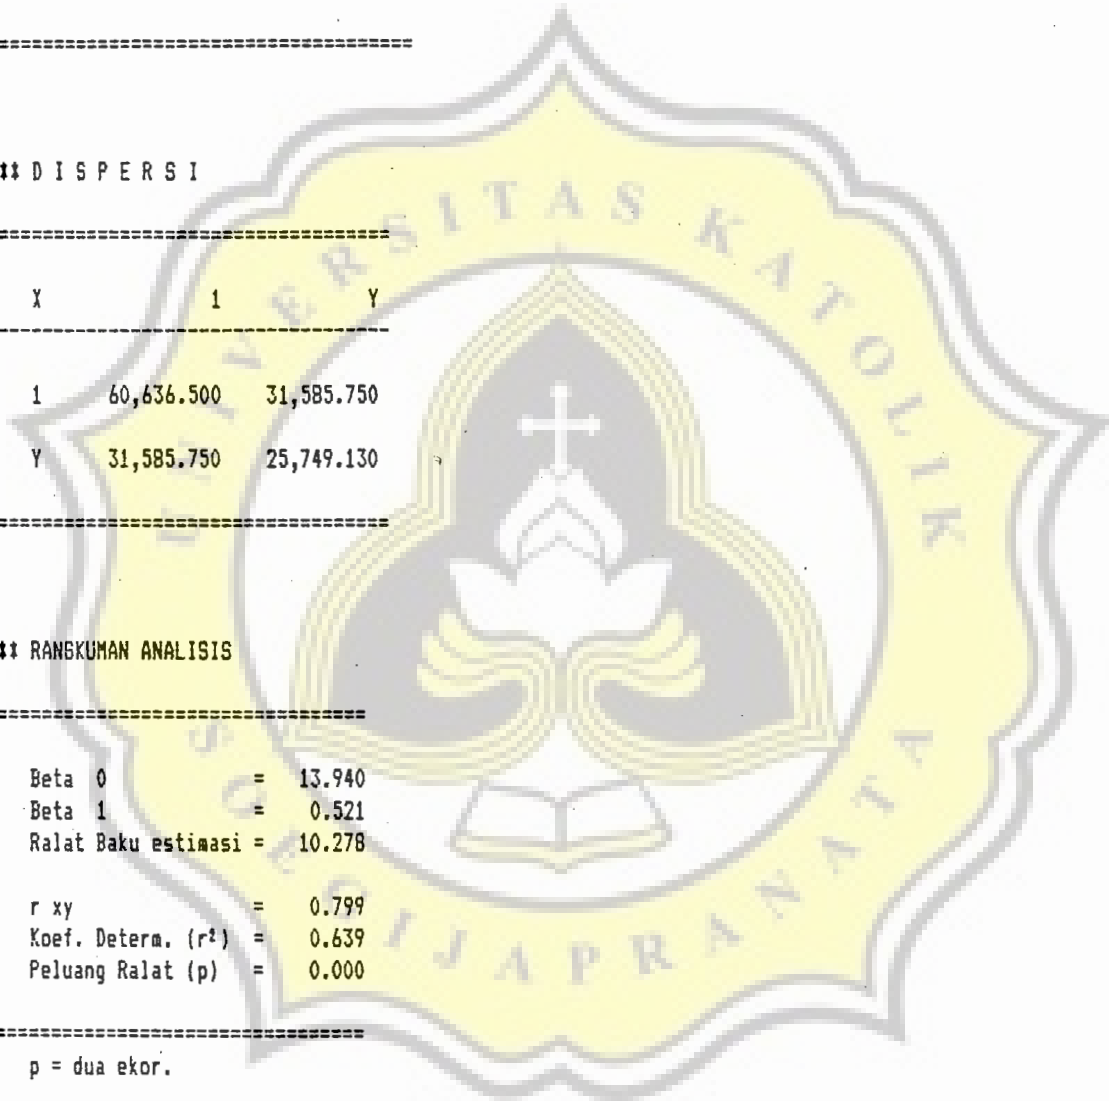 =====================================
** D I S P E R S I
===================================
X 1 Y
-----------------------------------
1 60,636.500 31,585.750
Y 31,585.750 25,749.130
===================================
** RANGKUMAN ANALISIS
=================================
Beta 0 = 13.940
Beta 1 = 0.521
Ralat Baku estimasi = 10.278
r xy = 0.799
Koef. Determ. (r²) = 0.639
Peluang Ralat (p) = 0.000
=================================
p = dua ekor.
UNIVERSITAS KATOLIK
SOEGIJAPRANATA